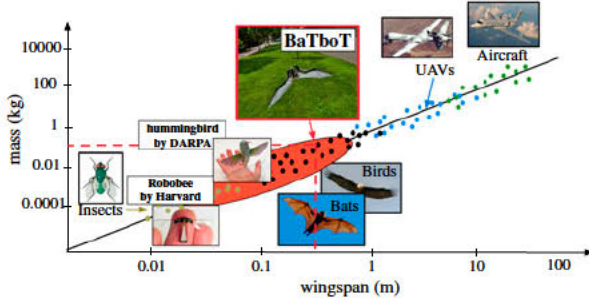 10000
100
1
0.01
0.0001
mass (kg)
BaTboT
Aircraft
UAVs
hummingbird
by DARPA
Insects
Robobee
by Harvard
Birds
Bats
0.01
0.1
1
10
100
wingspan (m)